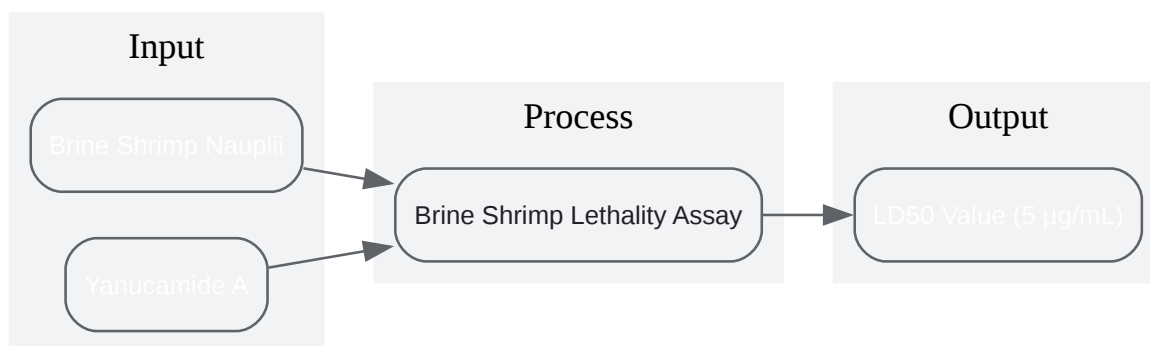 Input
Brine Shrimp Nauplii
Yanucamide A
Process
Brine Shrimp Lethality Assay
Output
LD50 Value (5 µg/mL)